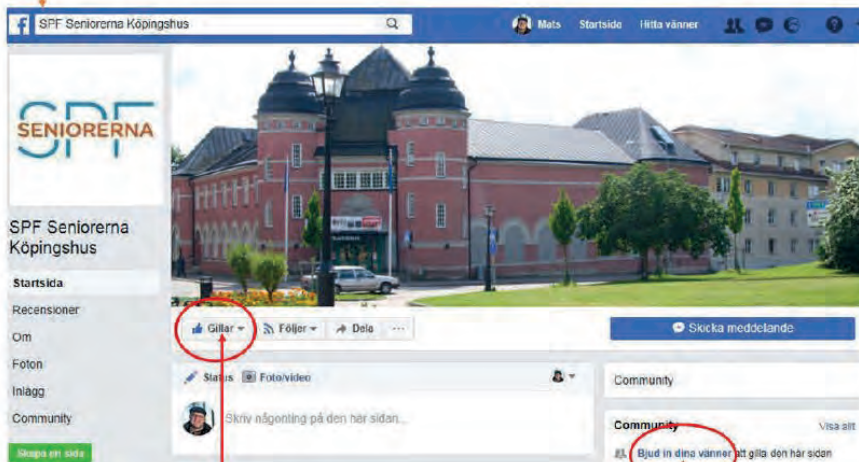 SPF Seniorerna Köpingshus
Mats Startsida Hitta vänner
SPF
SENIORERNA
SPF Seniorerna
Köpingshus
Startsida
Recensioner
Om
Foton
Inlägg
Community
Skapa en sida
Gillar Följer Dela ...
Skicka meddelande
Status Foto/video
Skriv någonting på den här sidan...
Community
Community Visa allt
Bjud in dina vänner att gilla den här sidan